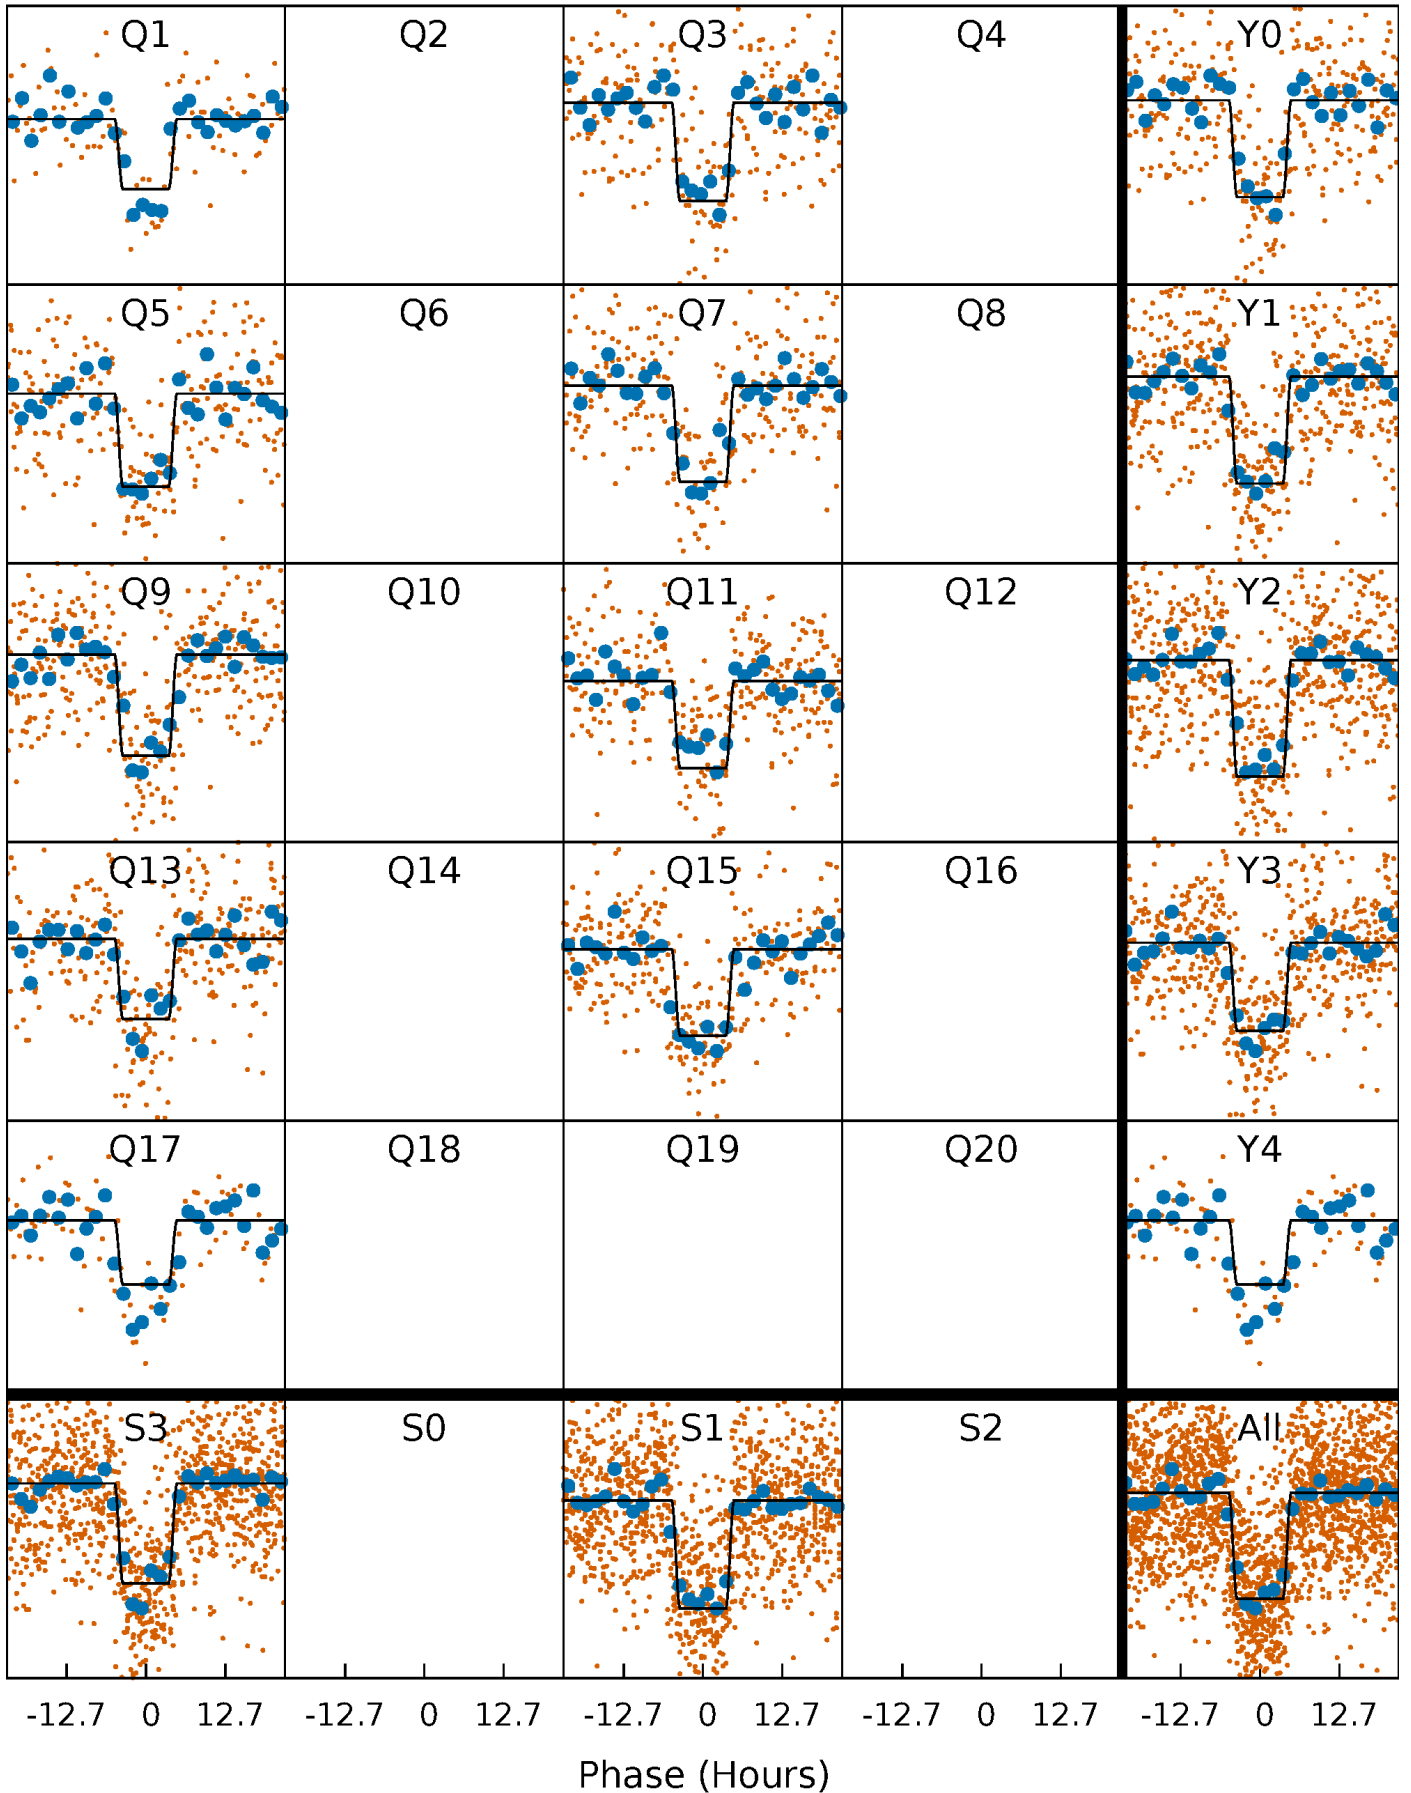 Q1 Q2 Q3 Q4 Y0
Q5 Q6 Q7 Q8 Y1
Q9 Q10 Q11 Q12 Y2
Q13 Q14 Q15 Q16 Y3
Q17 Q18 Q19 Q20 Y4
S3 S0 S1 S2 All
-12.7 0 12.7 -12.7 0 12.7 -12.7 0 12.7 -12.7 0 12.7 -12.7 0 12.7
Phase (Hours)